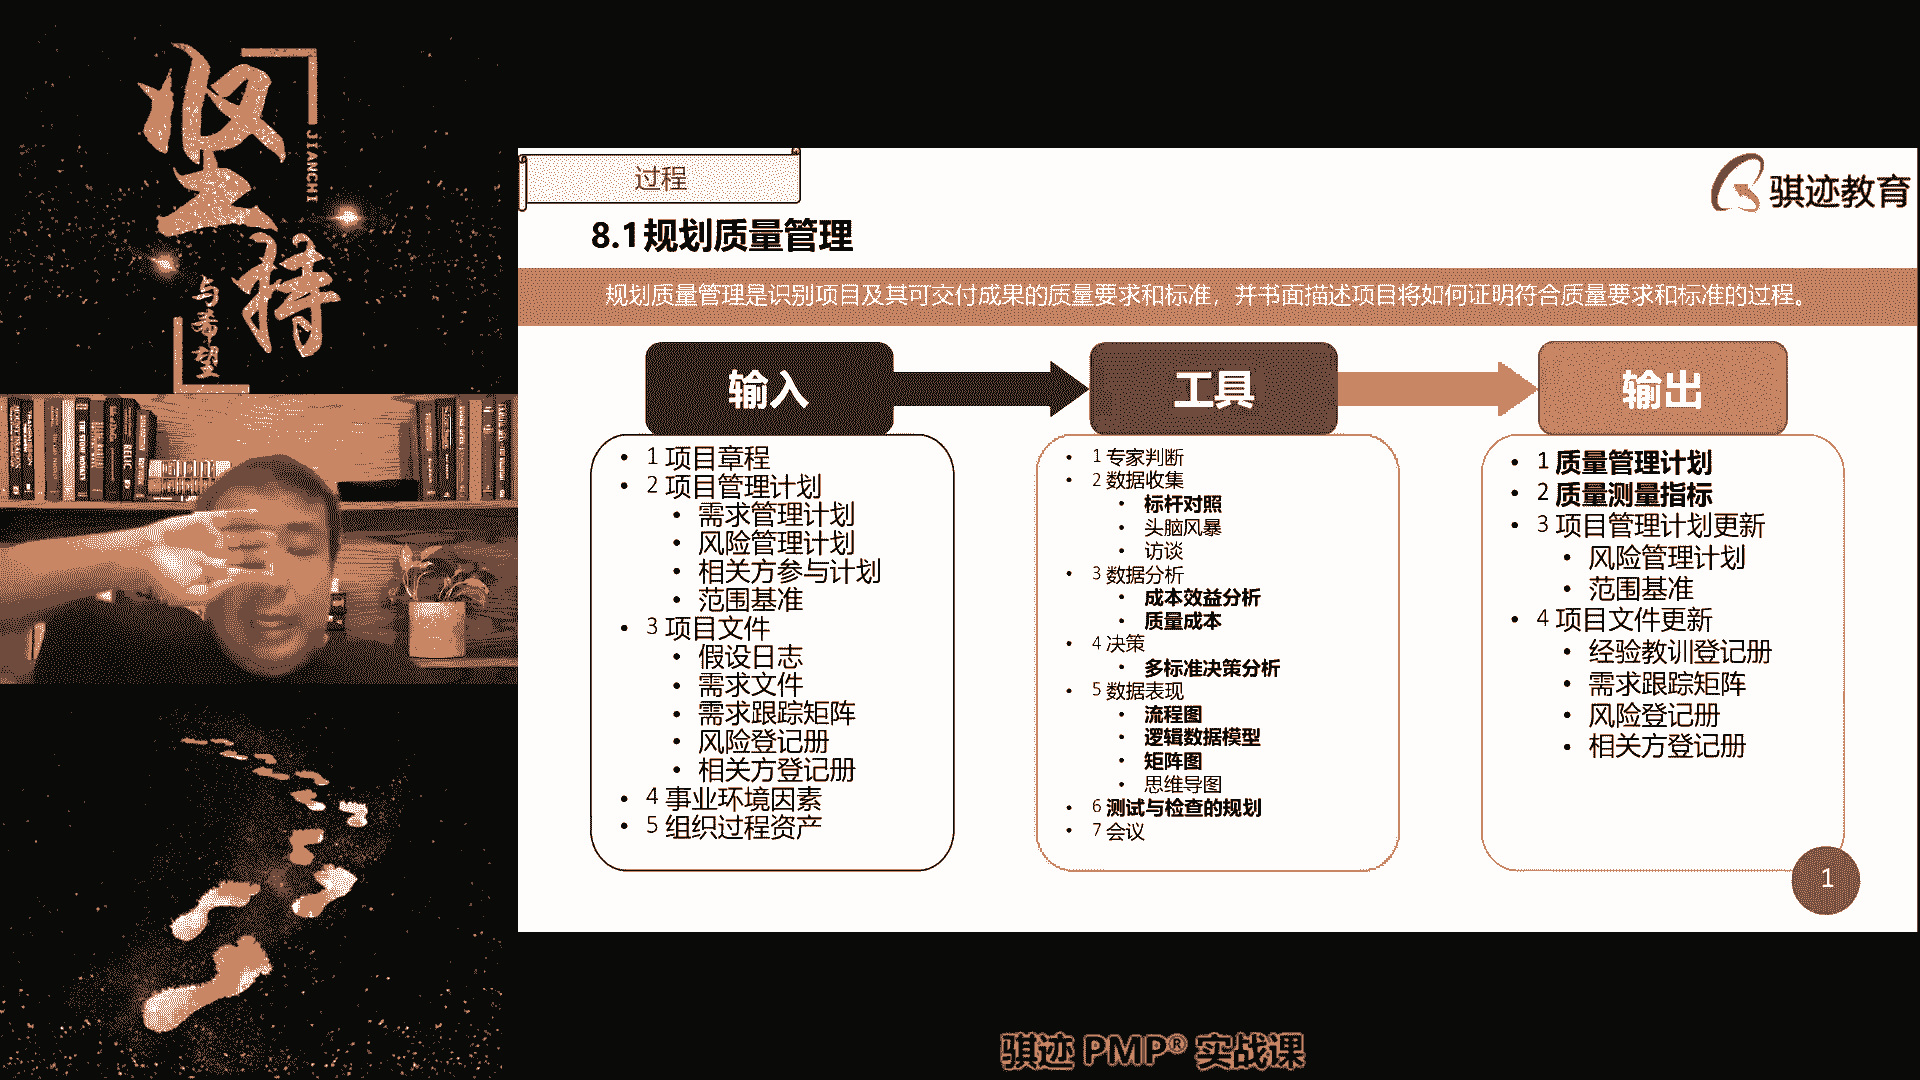 坚持
JIANCHI
与希望
过程
骐迹教育
8.1规划质量管理
规划质量管理是识别项目及其可交付成果的质量要求和标准，并书面描述项目将如何证明符合质量要求和标准的过程。
输入
• 1 项目章程
• 2 项目管理计划
• 需求管理计划
• 风险管理计划
• 相关方参与计划
• 范围基准
• 3 项目文件
• 假设日志
• 需求文件
• 需求跟踪矩阵
• 风险登记册
• 相关方登记册
• 4 事业环境因素
• 5 组织过程资产
工具
• 1 专家判断
• 2 数据收集
• 标杆对照
• 头脑风暴
• 访谈
• 3 数据分析
• 成本效益分析
• 质量成本
• 4 决策
• 多标准决策分析
• 5 数据表现
• 流程图
• 逻辑数据模型
• 矩阵图
• 思维导图
• 6 测试与检查的规划
• 7 会议
输出
• 1 质量管理计划
• 2 质量测量指标
• 3 项目管理计划更新
• 风险管理计划
• 范围基准
• 4 项目文件更新
• 经验教训登记册
• 需求跟踪矩阵
• 风险登记册
• 相关方登记册
1
骐迹 PMP® 实战课